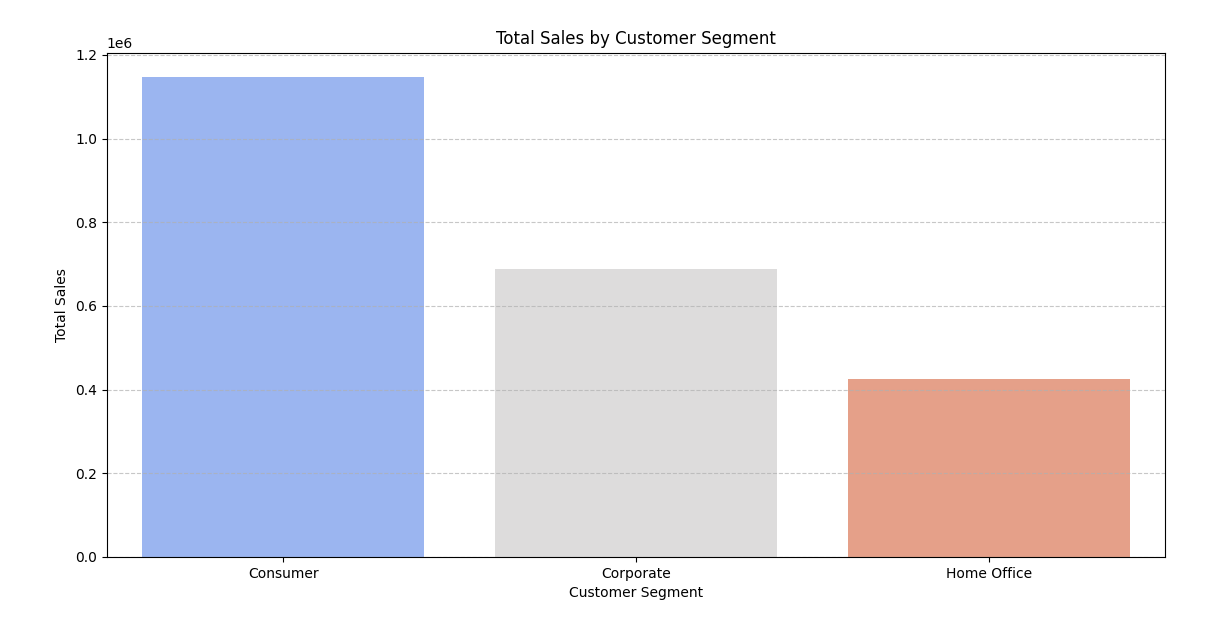 Total Sales by Customer Segment
1e6
1.2
1.0
0.8
0.6
0.4
0.2
0.0
Total Sales
Consumer Corporate Home Office
Customer Segment